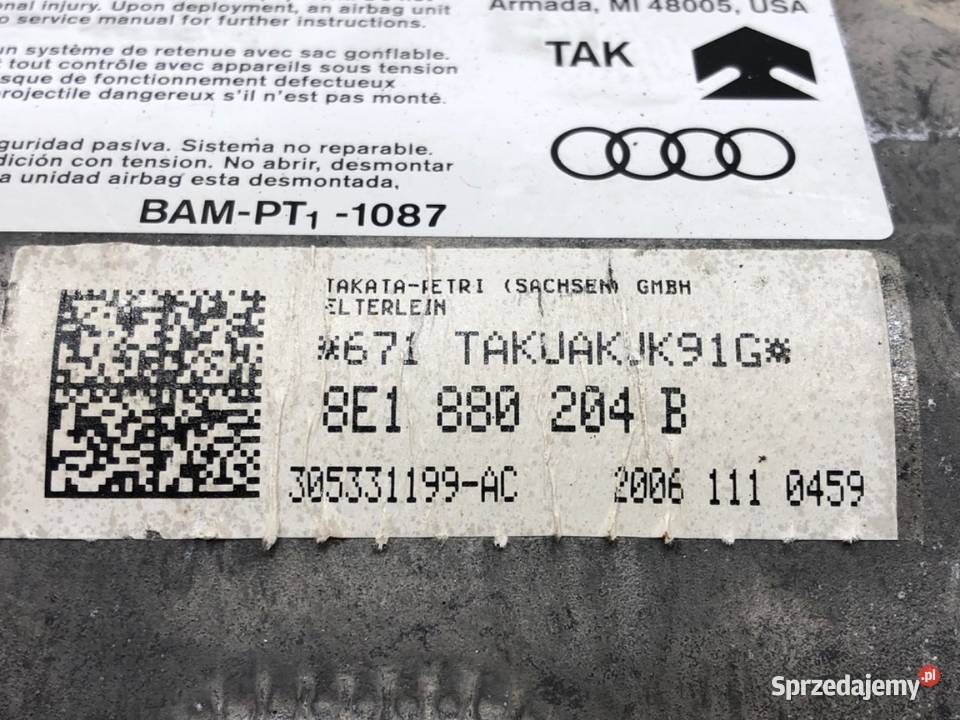 nal injury. Upon deployment, an airbag unit
o service manual for further instructions.
un système de retenue avec sac gonflable.
t tout contrôle avec appareils sous tension
sque de fonctionnement defectueux
projectile dangereux s'il n'est pas monté.
guridad pasiva. Sistema no reparable.
dición con tension. No abrir, desmontar
a unidad airbag esta desmontada,
BAM-PT1 -1087
Armada, MI 48005, USA
TAK
TAKATA-PETRI (SACHSEN) GMBH
ELTERLEIN
*671 TAKUAKJK91G*
8E1 880 204 B
305331199-AC 2006 111 0459
Sprzedajemy.pl